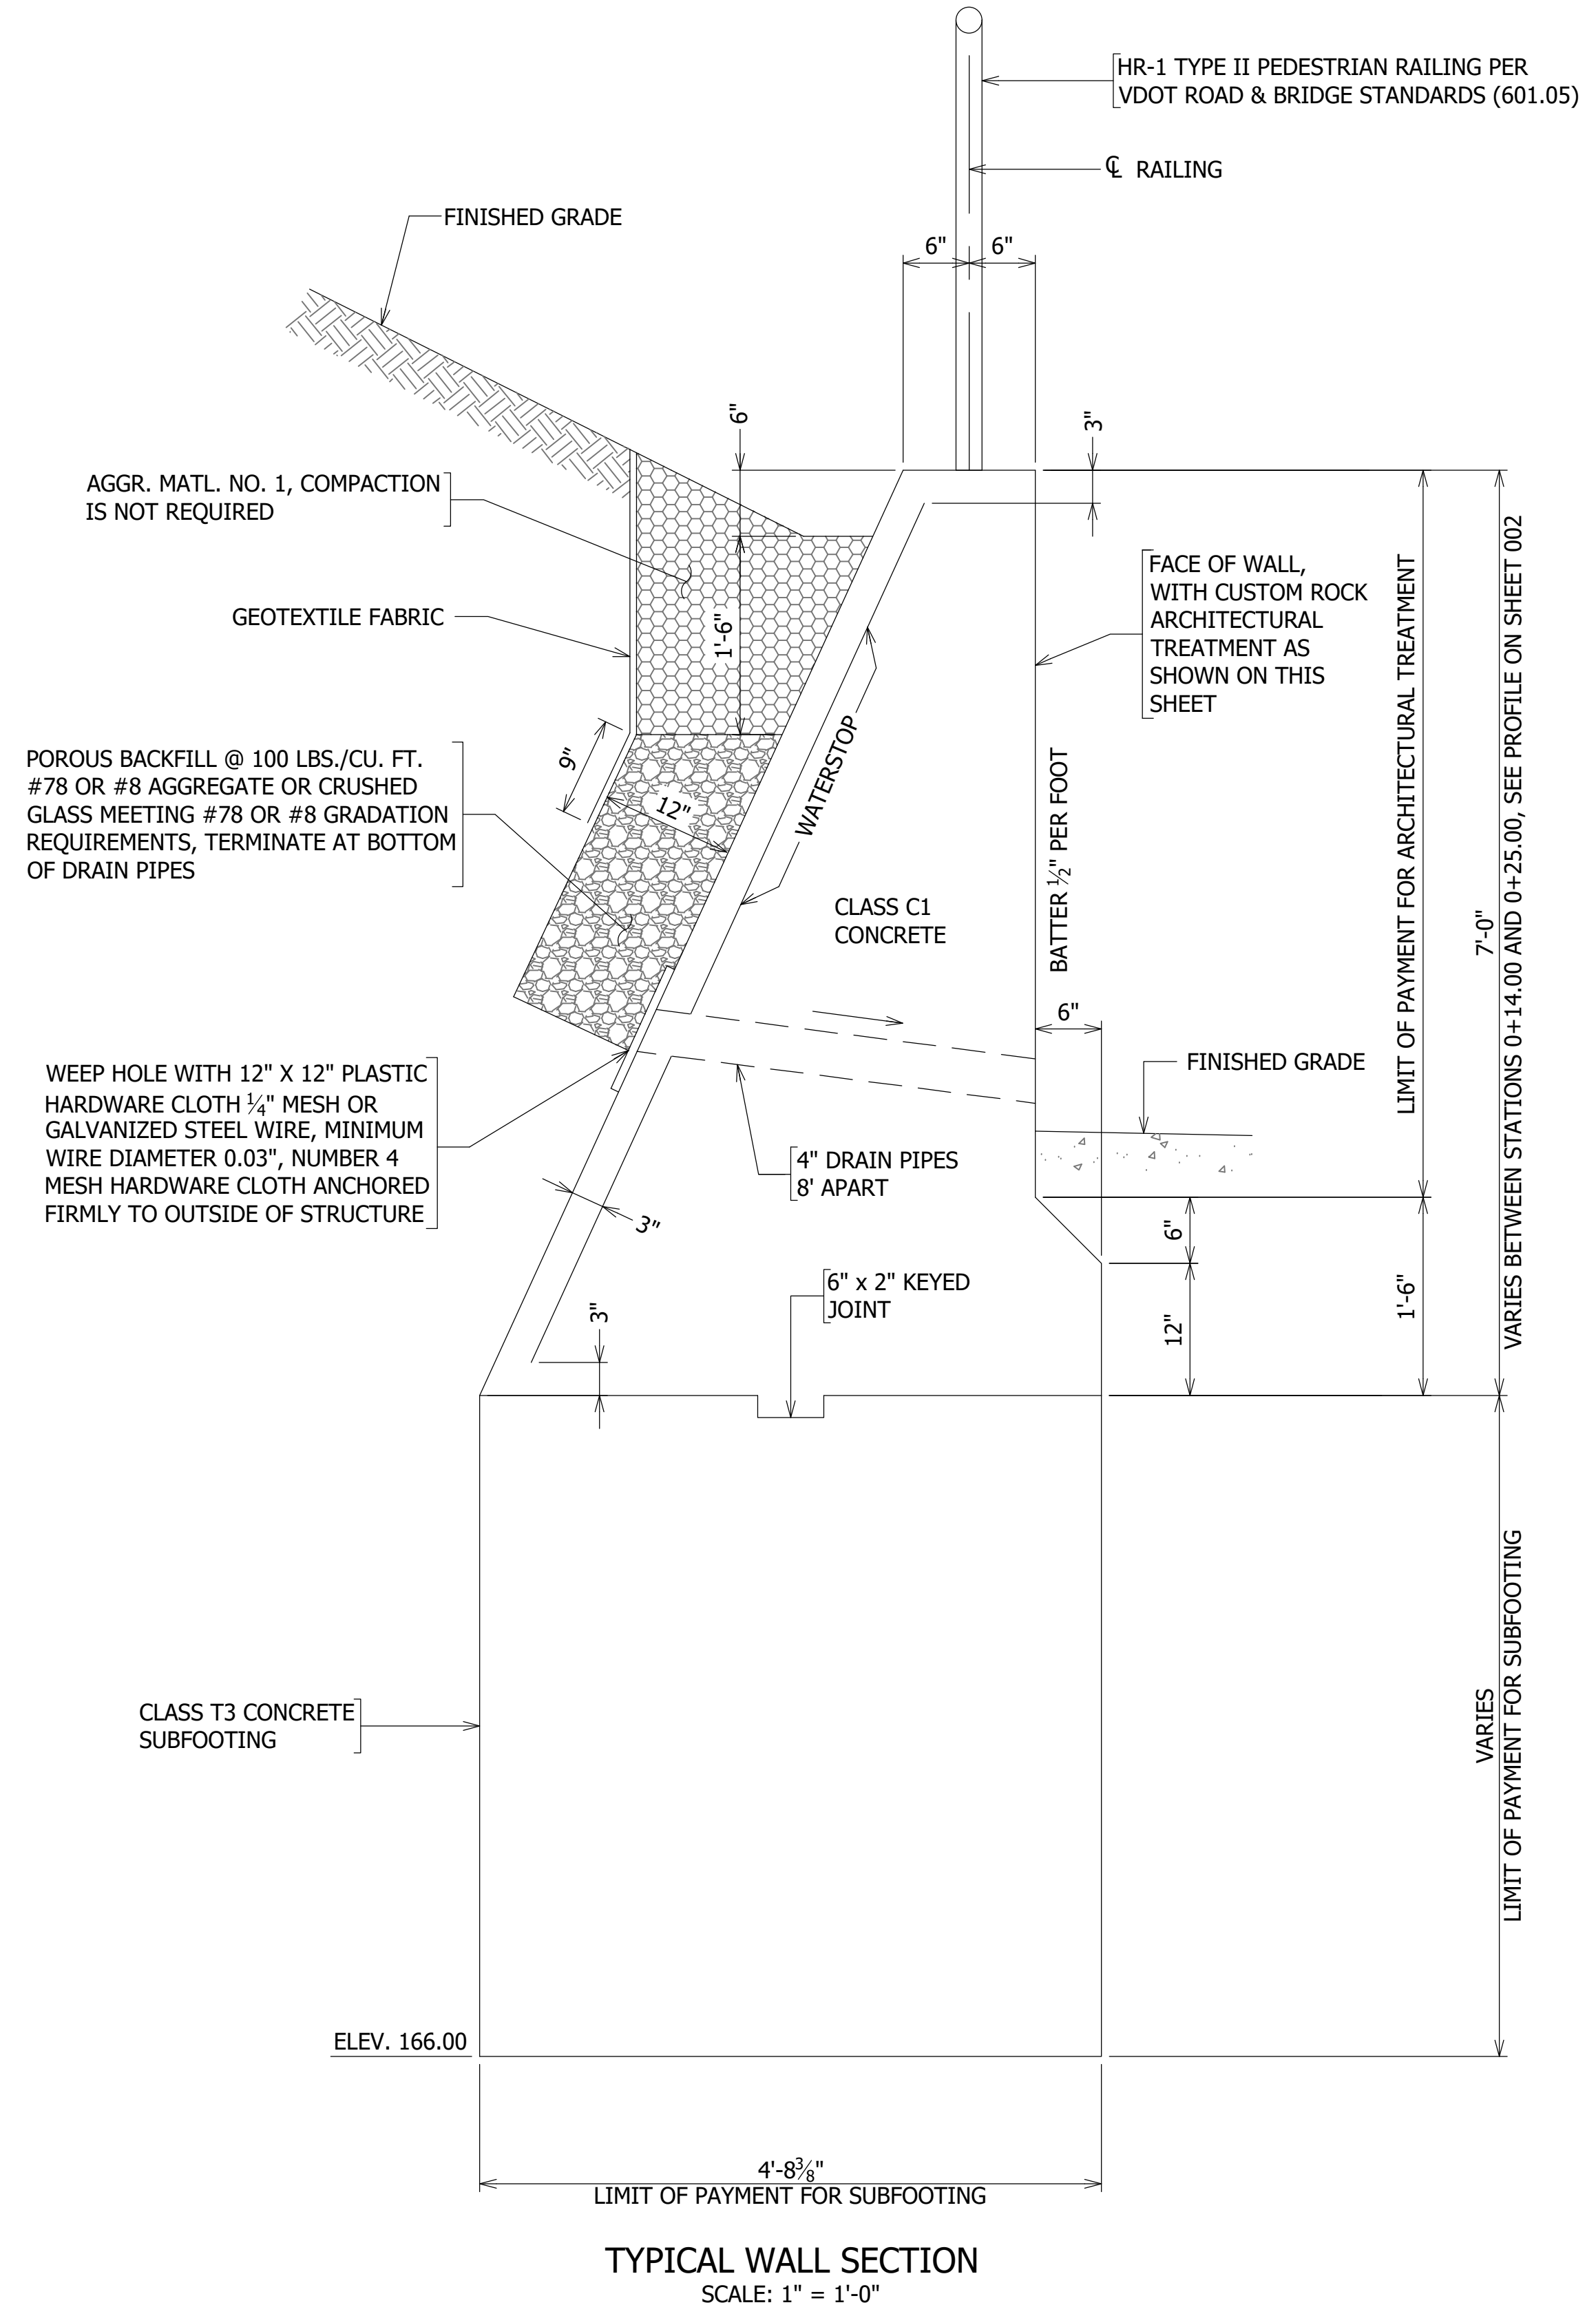 HR-1 TYPE II PEDESTRIAN RAILING PER
VDOT ROAD & BRIDGE STANDARDS (601.05)
℄ RAILING
FINISHED GRADE
6"
6"
6"
3"
AGGR. MATL. NO. 1, COMPACTION
IS NOT REQUIRED
GEOTEXTILE FABRIC
1'-6"
FACE OF WALL,
WITH CUSTOM ROCK
ARCHITECTURAL
TREATMENT AS
SHOWN ON THIS
SHEET
LIMIT OF PAYMENT FOR ARCHITECTURAL TREATMENT
7'-0"
VARIES BETWEEN STATIONS 0+14.00 AND 0+25.00, SEE PROFILE ON SHEET 002
POROUS BACKFILL @ 100 LBS./CU. FT.
#78 OR #8 AGGREGATE OR CRUSHED
GLASS MEETING #78 OR #8 GRADATION
REQUIREMENTS, TERMINATE AT BOTTOM
OF DRAIN PIPES
9"
12"
WATERSTOP
CLASS C1
CONCRETE
BATTER ½" PER FOOT
6"
FINISHED GRADE
WEEP HOLE WITH 12" X 12" PLASTIC
HARDWARE CLOTH ¼" MESH OR
GALVANIZED STEEL WIRE, MINIMUM
WIRE DIAMETER 0.03", NUMBER 4
MESH HARDWARE CLOTH ANCHORED
FIRMLY TO OUTSIDE OF STRUCTURE
4" DRAIN PIPES
8' APART
3"
6"
12"
1'-6"
3"
6" x 2" KEYED
JOINT
CLASS T3 CONCRETE
SUBFOOTING
VARIES
LIMIT OF PAYMENT FOR SUBFOOTING
ELEV. 166.00
4'-8⅜"
LIMIT OF PAYMENT FOR SUBFOOTING
TYPICAL WALL SECTION
SCALE: 1" = 1'-0"